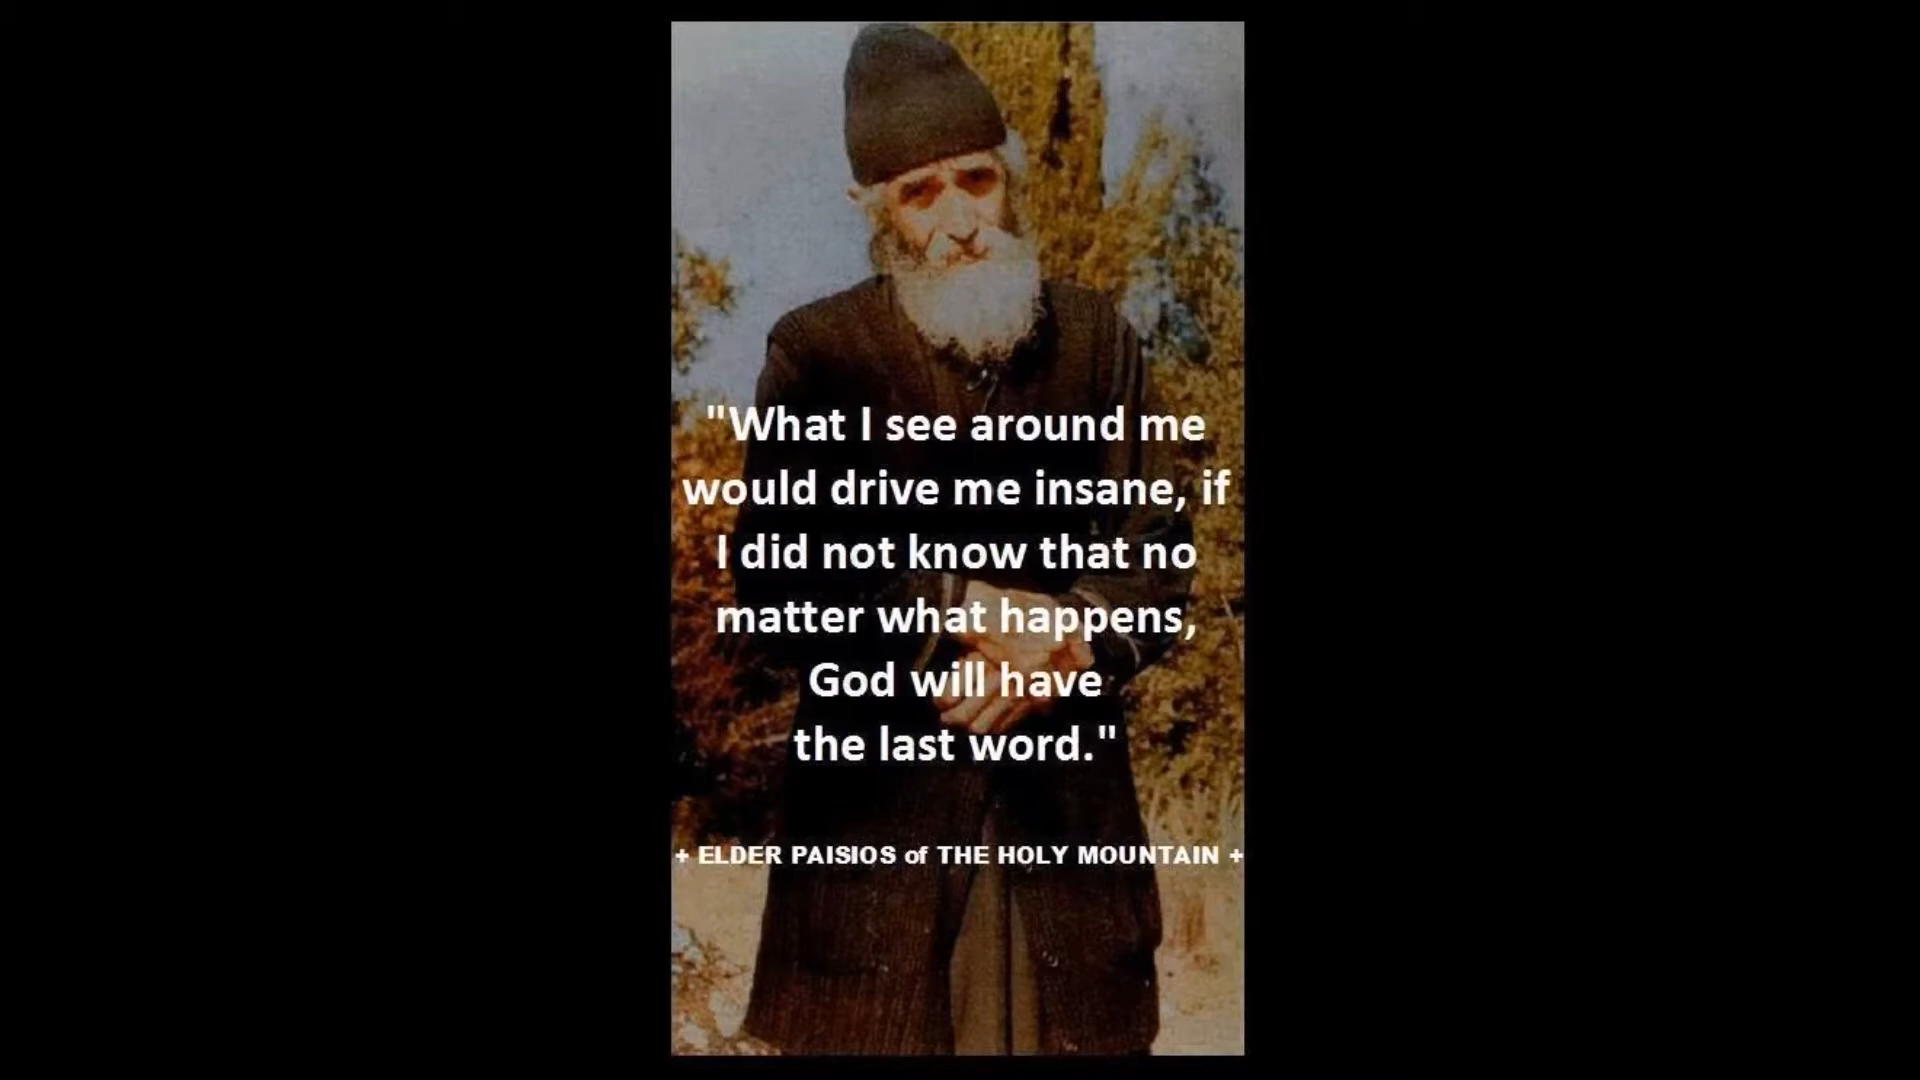 "What I see around me
would drive me insane, if
I did not know that no
matter what happens,
God will have
the last word."
+ ELDER PAISIOS of THE HOLY MOUNTAIN +